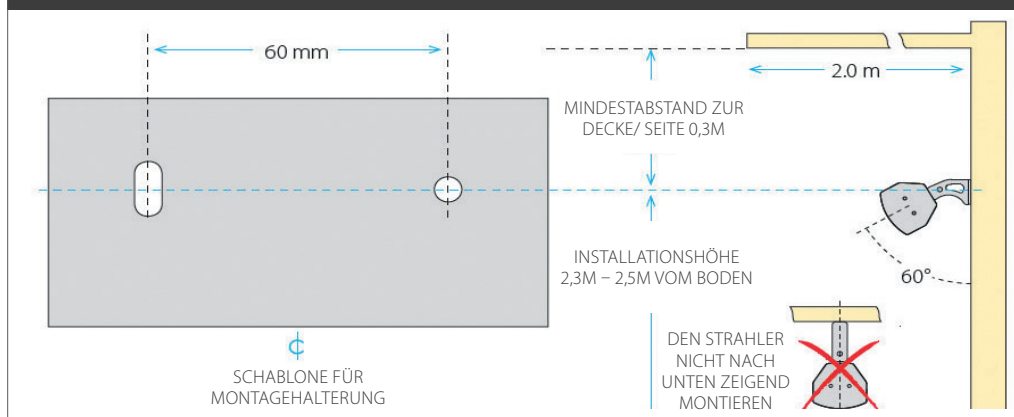 60 mm
2.0 m
MINDESTABSTAND ZUR
DECKE/ SEITE 0,3M
INSTALLATIONSHÖHE
2,3M – 2,5M VOM BODEN
60°
℄
SCHABLONE FÜR
MONTAGEHALTERUNG
DEN STRAHLER
NICHT NACH
UNTEN ZEIGEND
MONTIEREN